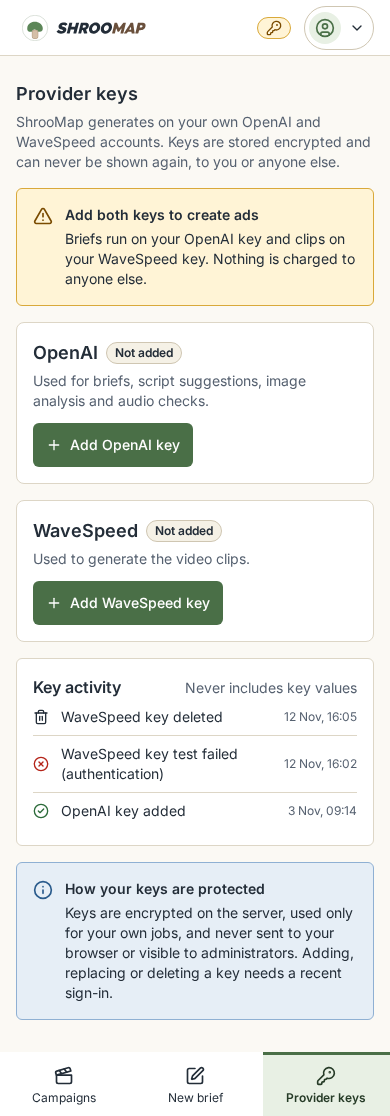 SHROOMAP
Provider keys
ShrooMap generates on your own OpenAI and
WaveSpeed accounts. Keys are stored encrypted and
can never be shown again, to you or anyone else.
Add both keys to create ads
Briefs run on your OpenAI key and clips on
your WaveSpeed key. Nothing is charged to
anyone else.
OpenAI Not added
Used for briefs, script suggestions, image
analysis and audio checks.
Add OpenAI key
WaveSpeed Not added
Used to generate the video clips.
Add WaveSpeed key
Key activity Never includes key values
WaveSpeed key deleted 12 Nov, 16:05
WaveSpeed key test failed
(authentication) 12 Nov, 16:02
OpenAI key added 3 Nov, 09:14
How your keys are protected
Keys are encrypted on the server, used only
for your own jobs, and never sent to your
browser or visible to administrators. Adding,
replacing or deleting a key needs a recent
sign-in.
Campaigns New brief Provider keys